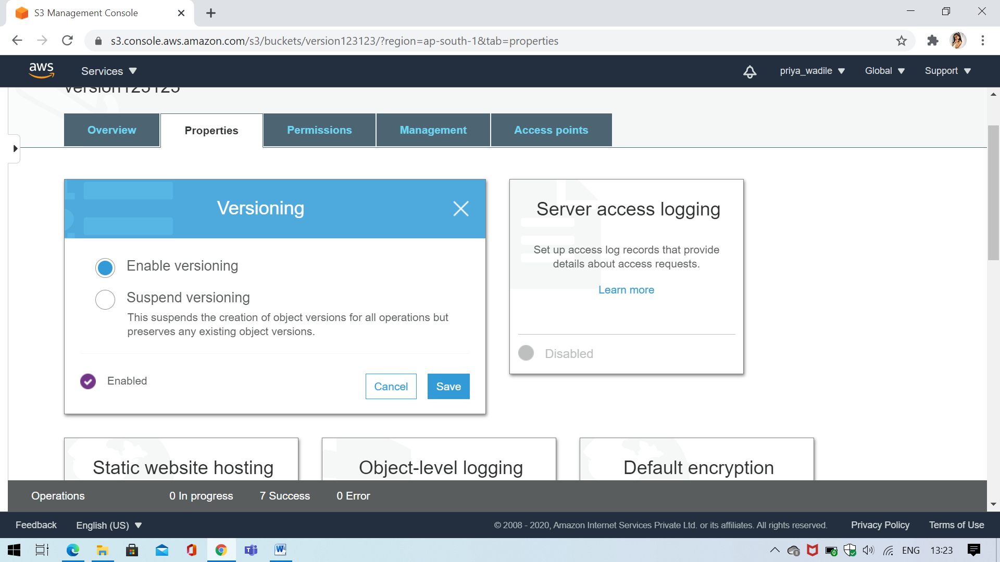 S3 Management Console
s3.console.aws.amazon.com/s3/buckets/version123123/?region=ap-south-1&tab=properties
aws
Services
priya_wadile
Global
Support
version123123
Overview
Properties
Permissions
Management
Access points
Versioning
Enable versioning
Suspend versioning
This suspends the creation of object versions for all operations but
preserves any existing object versions.
Enabled
Cancel
Save
Server access logging
Set up access log records that provide
details about access requests.
Learn more
Disabled
Static website hosting
Object-level logging
Default encryption
Operations
0 In progress
7 Success
0 Error
Feedback
English (US)
© 2008 - 2020, Amazon Internet Services Private Ltd. or its affiliates. All rights reserved.
Privacy Policy
Terms of Use
ENG
13:23